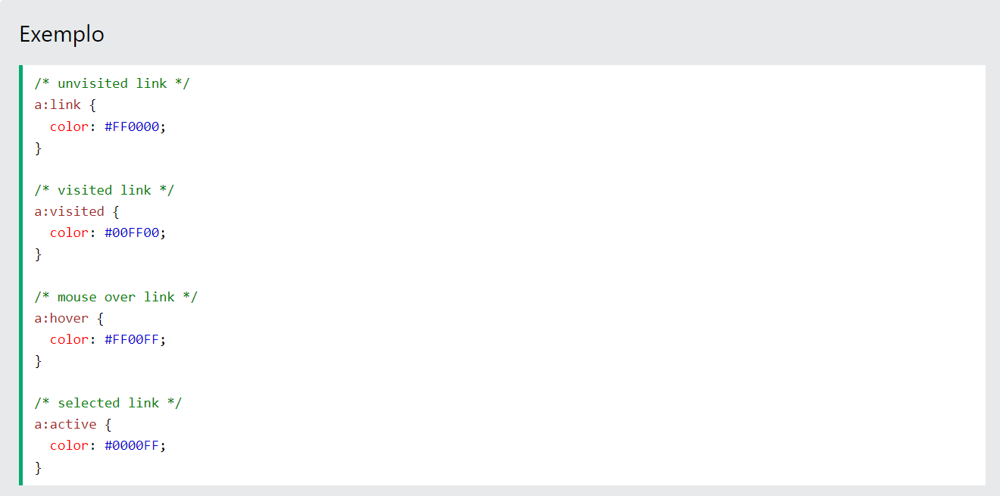 Exemplo
/* unvisited link */
a:link {
  color: #FF0000;
}
/* visited link */
a:visited {
  color: #00FF00;
}
/* mouse over link */
a:hover {
  color: #FF00FF;
}
/* selected link */
a:active {
  color: #0000FF;
}